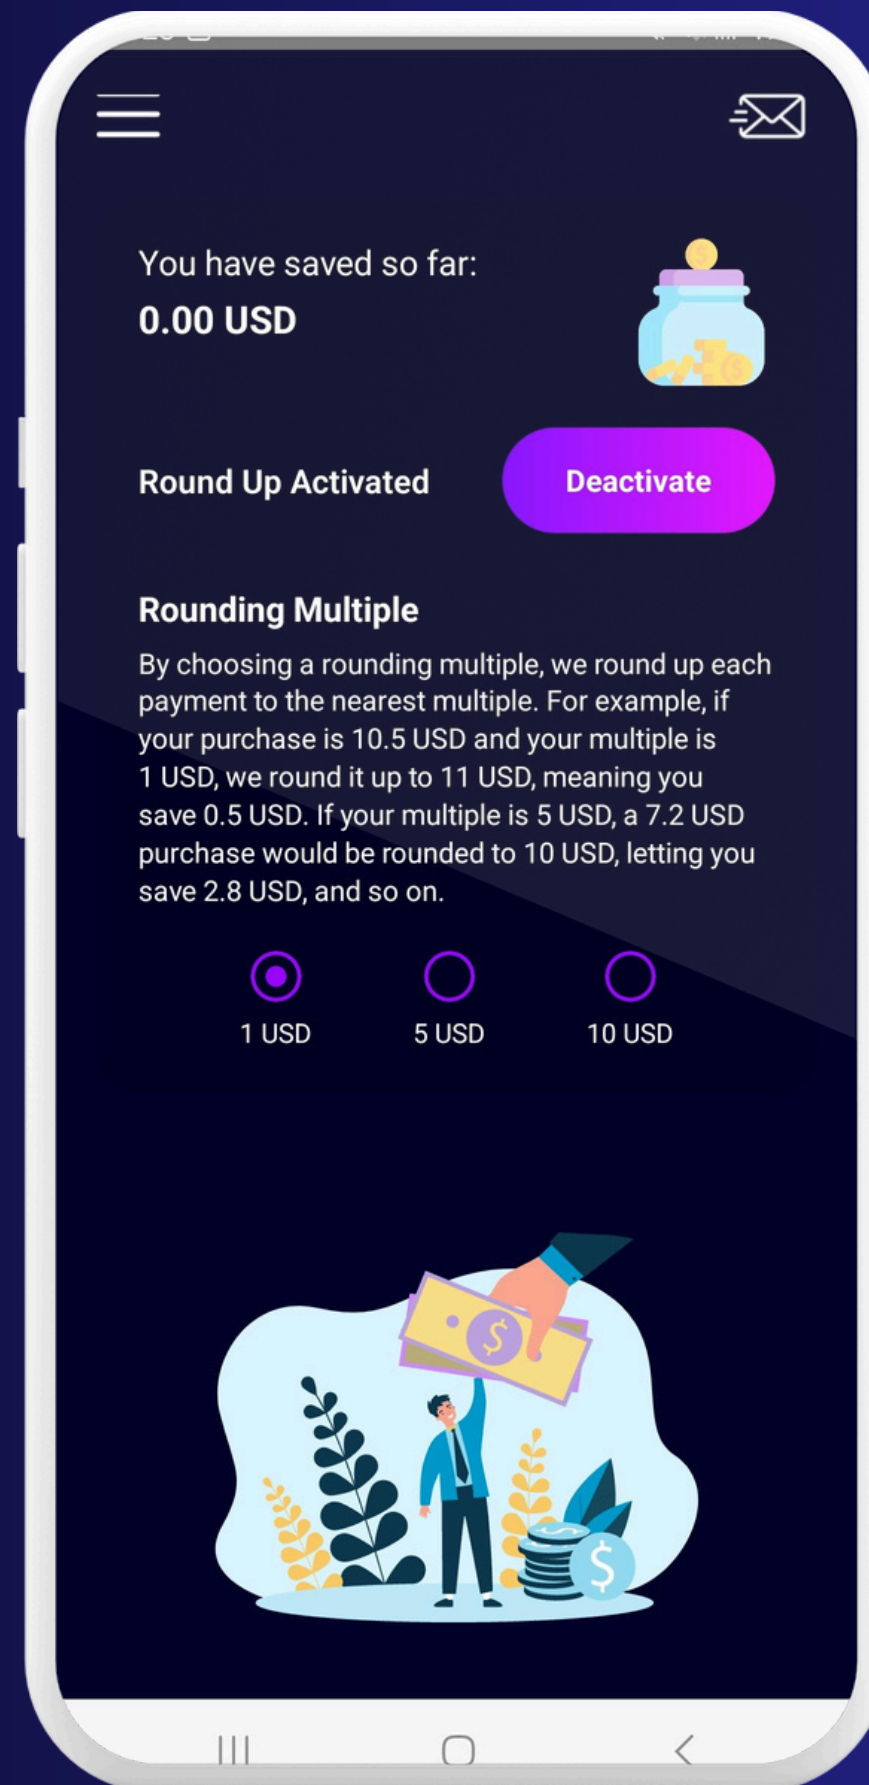 You have saved so far:
0.00 USD
Round Up Activated
Deactivate
Rounding Multiple
By choosing a rounding multiple, we round up each
payment to the nearest multiple. For example, if
your purchase is 10.5 USD and your multiple is
1 USD, we round it up to 11 USD, meaning you
save 0.5 USD. If your multiple is 5 USD, a 7.2 USD
purchase would be rounded to 10 USD, letting you
save 2.8 USD, and so on.
1 USD
5 USD
10 USD